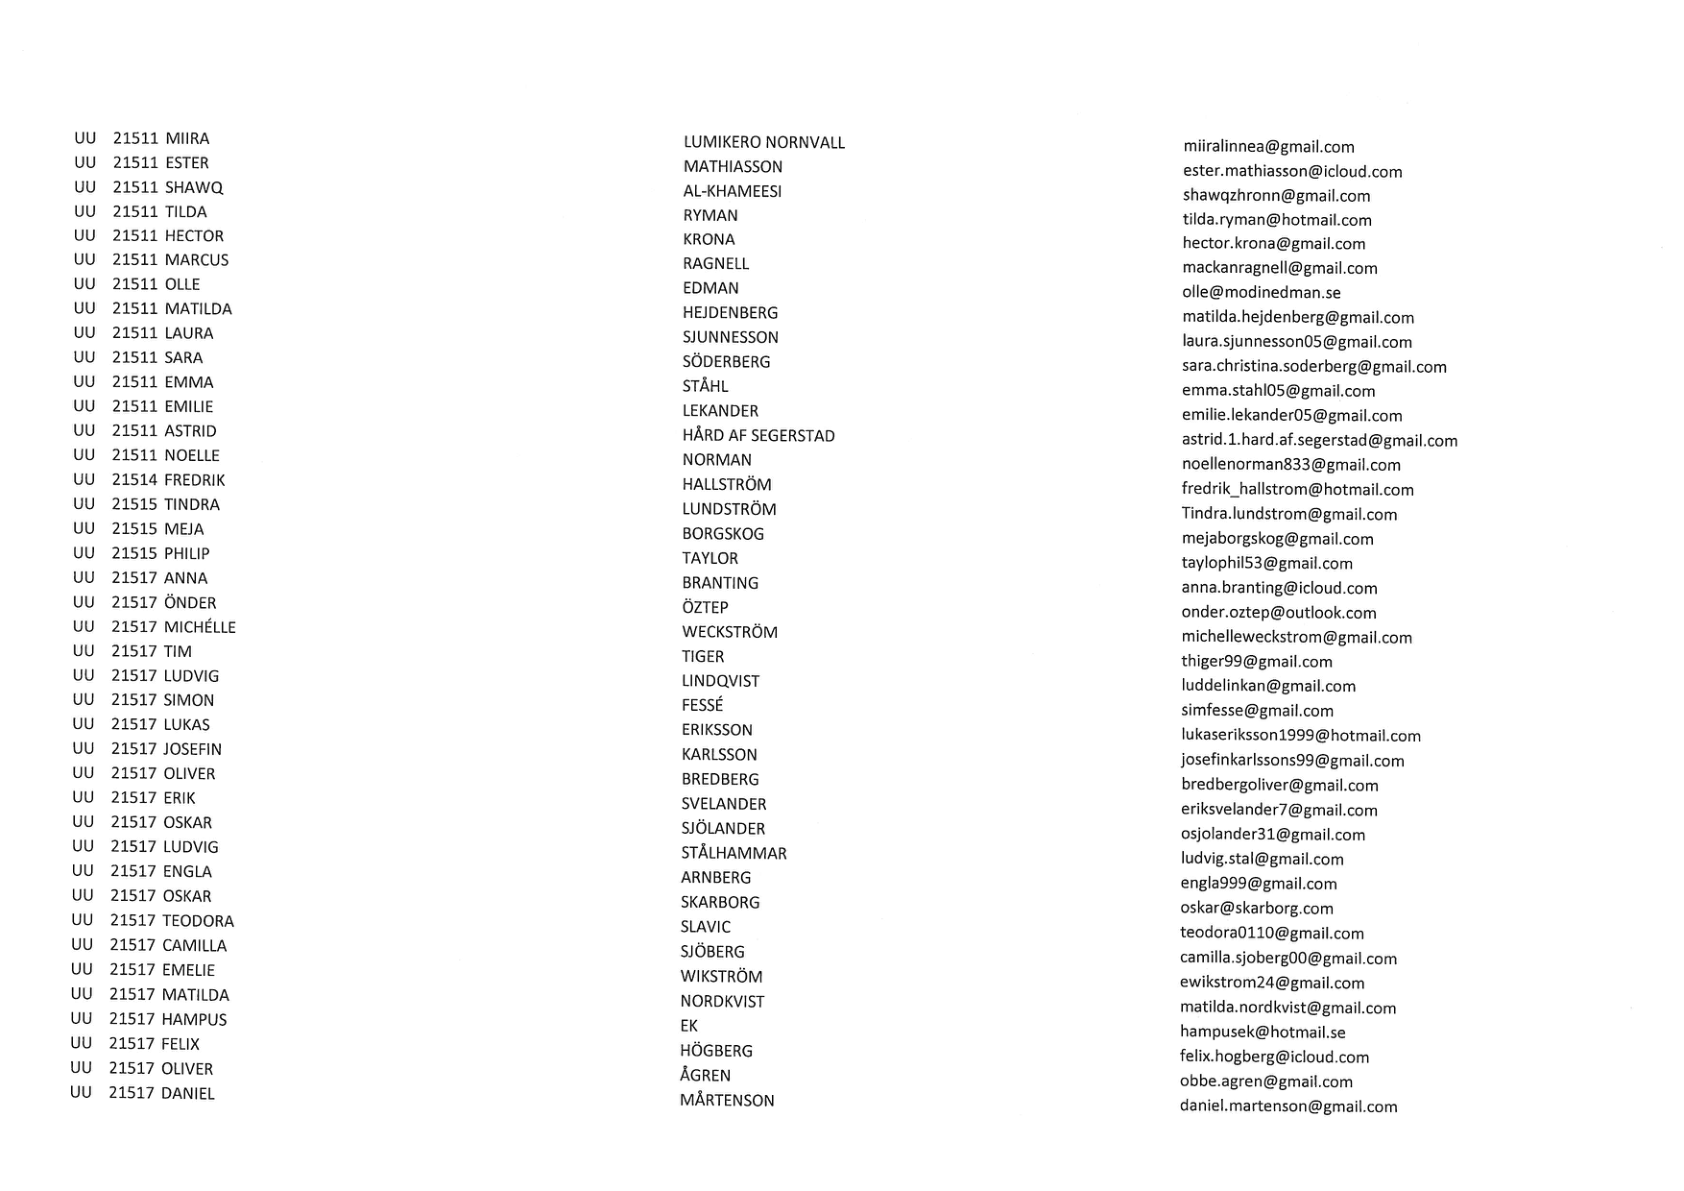 UU 21511 MIIRA LUMIKERO NORNVALL miiralinnea@gmail.com
UU 21511 ESTER MATHIASSON ester.mathiasson@icloud.com
UU 21511 SHAWQ AL-KHAMEESI shawqzhronn@gmail.com
UU 21511 TILDA RYMAN tilda.ryman@hotmail.com
UU 21511 HECTOR KRONA hector.krona@gmail.com
UU 21511 MARCUS RAGNELL mackanragnell@gmail.com
UU 21511 OLLE EDMAN olle@modinedman.se
UU 21511 MATILDA HEJDENBERG matilda.hejdenberg@gmail.com
UU 21511 LAURA SJUNNESSON laura.sjunnesson05@gmail.com
UU 21511 SARA SÖDERBERG sara.christina.soderberg@gmail.com
UU 21511 EMMA STÅHL emma.stahl05@gmail.com
UU 21511 EMILIE LEKANDER emilie.lekander05@gmail.com
UU 21511 ASTRID HÅRD AF SEGERSTAD astrid.1.hard.af.segerstad@gmail.com
UU 21511 NOELLE NORMAN noellenorman833@gmail.com
UU 21514 FREDRIK HALLSTRÖM fredrik_hallstrom@hotmail.com
UU 21515 TINDRA LUNDSTRÖM Tindra.lundstrom@gmail.com
UU 21515 MEJA BORGSKOG mejaborgskog@gmail.com
UU 21515 PHILIP TAYLOR taylophil53@gmail.com
UU 21517 ANNA BRANTING anna.branting@icloud.com
UU 21517 ÖNDER ÖZTEP onder.oztep@outlook.com
UU 21517 MICHÉLLE WECKSTRÖM michelleweckstrom@gmail.com
UU 21517 TIM TIGER thiger99@gmail.com
UU 21517 LUDVIG LINDQVIST luddelinkan@gmail.com
UU 21517 SIMON FESSÉ simfesse@gmail.com
UU 21517 LUKAS ERIKSSON lukaseriksson1999@hotmail.com
UU 21517 JOSEFIN KARLSSON josefinkarlssons99@gmail.com
UU 21517 OLIVER BREDBERG bredbergoliver@gmail.com
UU 21517 ERIK SVELANDER eriksvelander7@gmail.com
UU 21517 OSKAR SJÖLANDER osjolander31@gmail.com
UU 21517 LUDVIG STÅLHAMMAR ludvig.stal@gmail.com
UU 21517 ENGLA ARNBERG engla999@gmail.com
UU 21517 OSKAR SKARBORG oskar@skarborg.com
UU 21517 TEODORA SLAVIC teodora0110@gmail.com
UU 21517 CAMILLA SJÖBERG camilla.sjoberg00@gmail.com
UU 21517 EMELIE WIKSTRÖM ewikstrom24@gmail.com
UU 21517 MATILDA NORDKVIST matilda.nordkvist@gmail.com
UU 21517 HAMPUS EK hampusek@hotmail.se
UU 21517 FELIX HÖGBERG felix.hogberg@icloud.com
UU 21517 OLIVER ÅGREN obbe.agren@gmail.com
UU 21517 DANIEL MÅRTENSON daniel.martenson@gmail.com